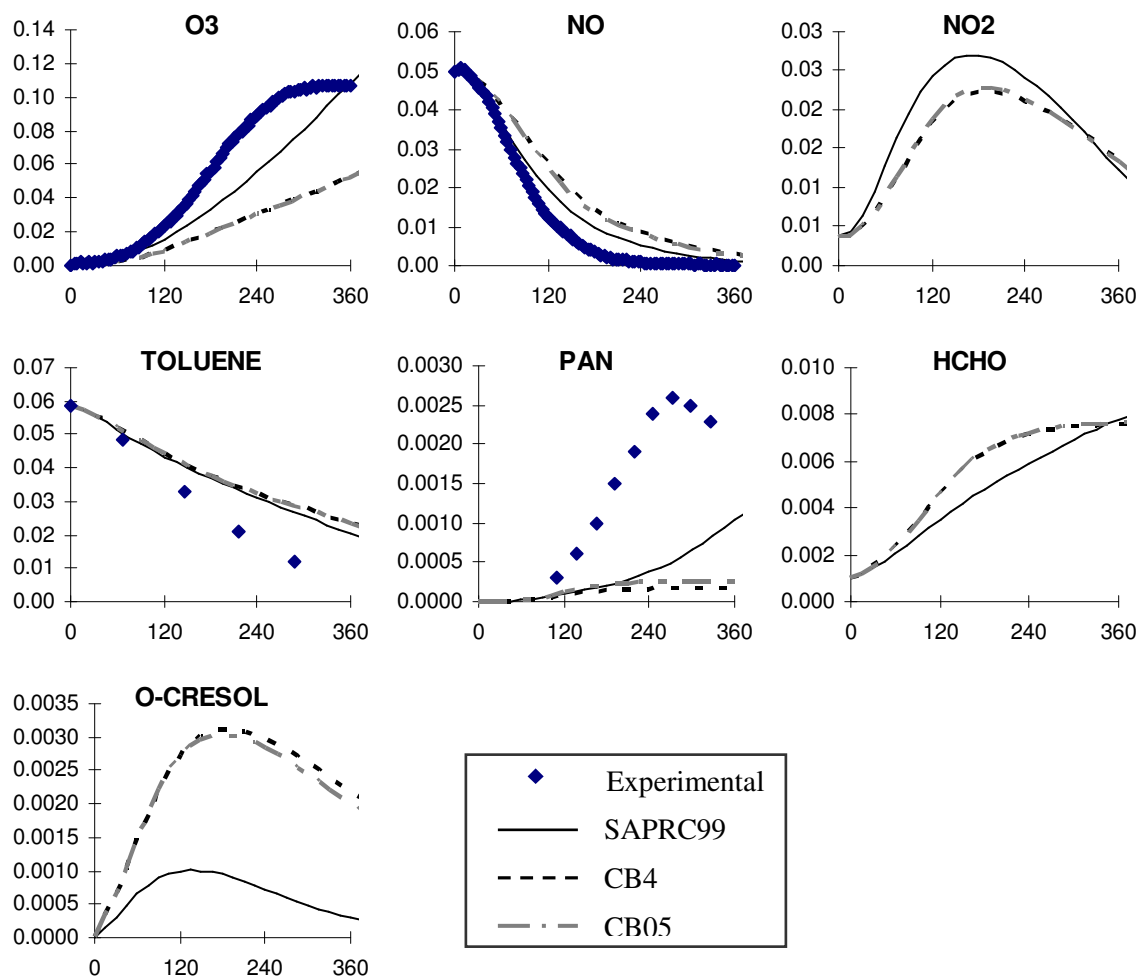 O3
0.14
0.12
0.10
0.08
0.06
0.04
0.02
0.00
0 120 240 360
NO
0.06
0.05
0.04
0.03
0.02
0.01
0.00
0 120 240 360
NO2
0.03
0.03
0.02
0.02
0.01
0.01
0.00
0 120 240 360
TOLUENE
0.07
0.06
0.05
0.04
0.03
0.02
0.01
0.00
0 120 240 360
PAN
0.0030
0.0025
0.0020
0.0015
0.0010
0.0005
0.0000
0 120 240 360
HCHO
0.010
0.008
0.006
0.004
0.002
0.000
0 120 240 360
O-CRESOL
0.0035
0.0030
0.0025
0.0020
0.0015
0.0010
0.0005
0.0000
0 120 240 360
Experimental
SAPRC99
CB4
CB05